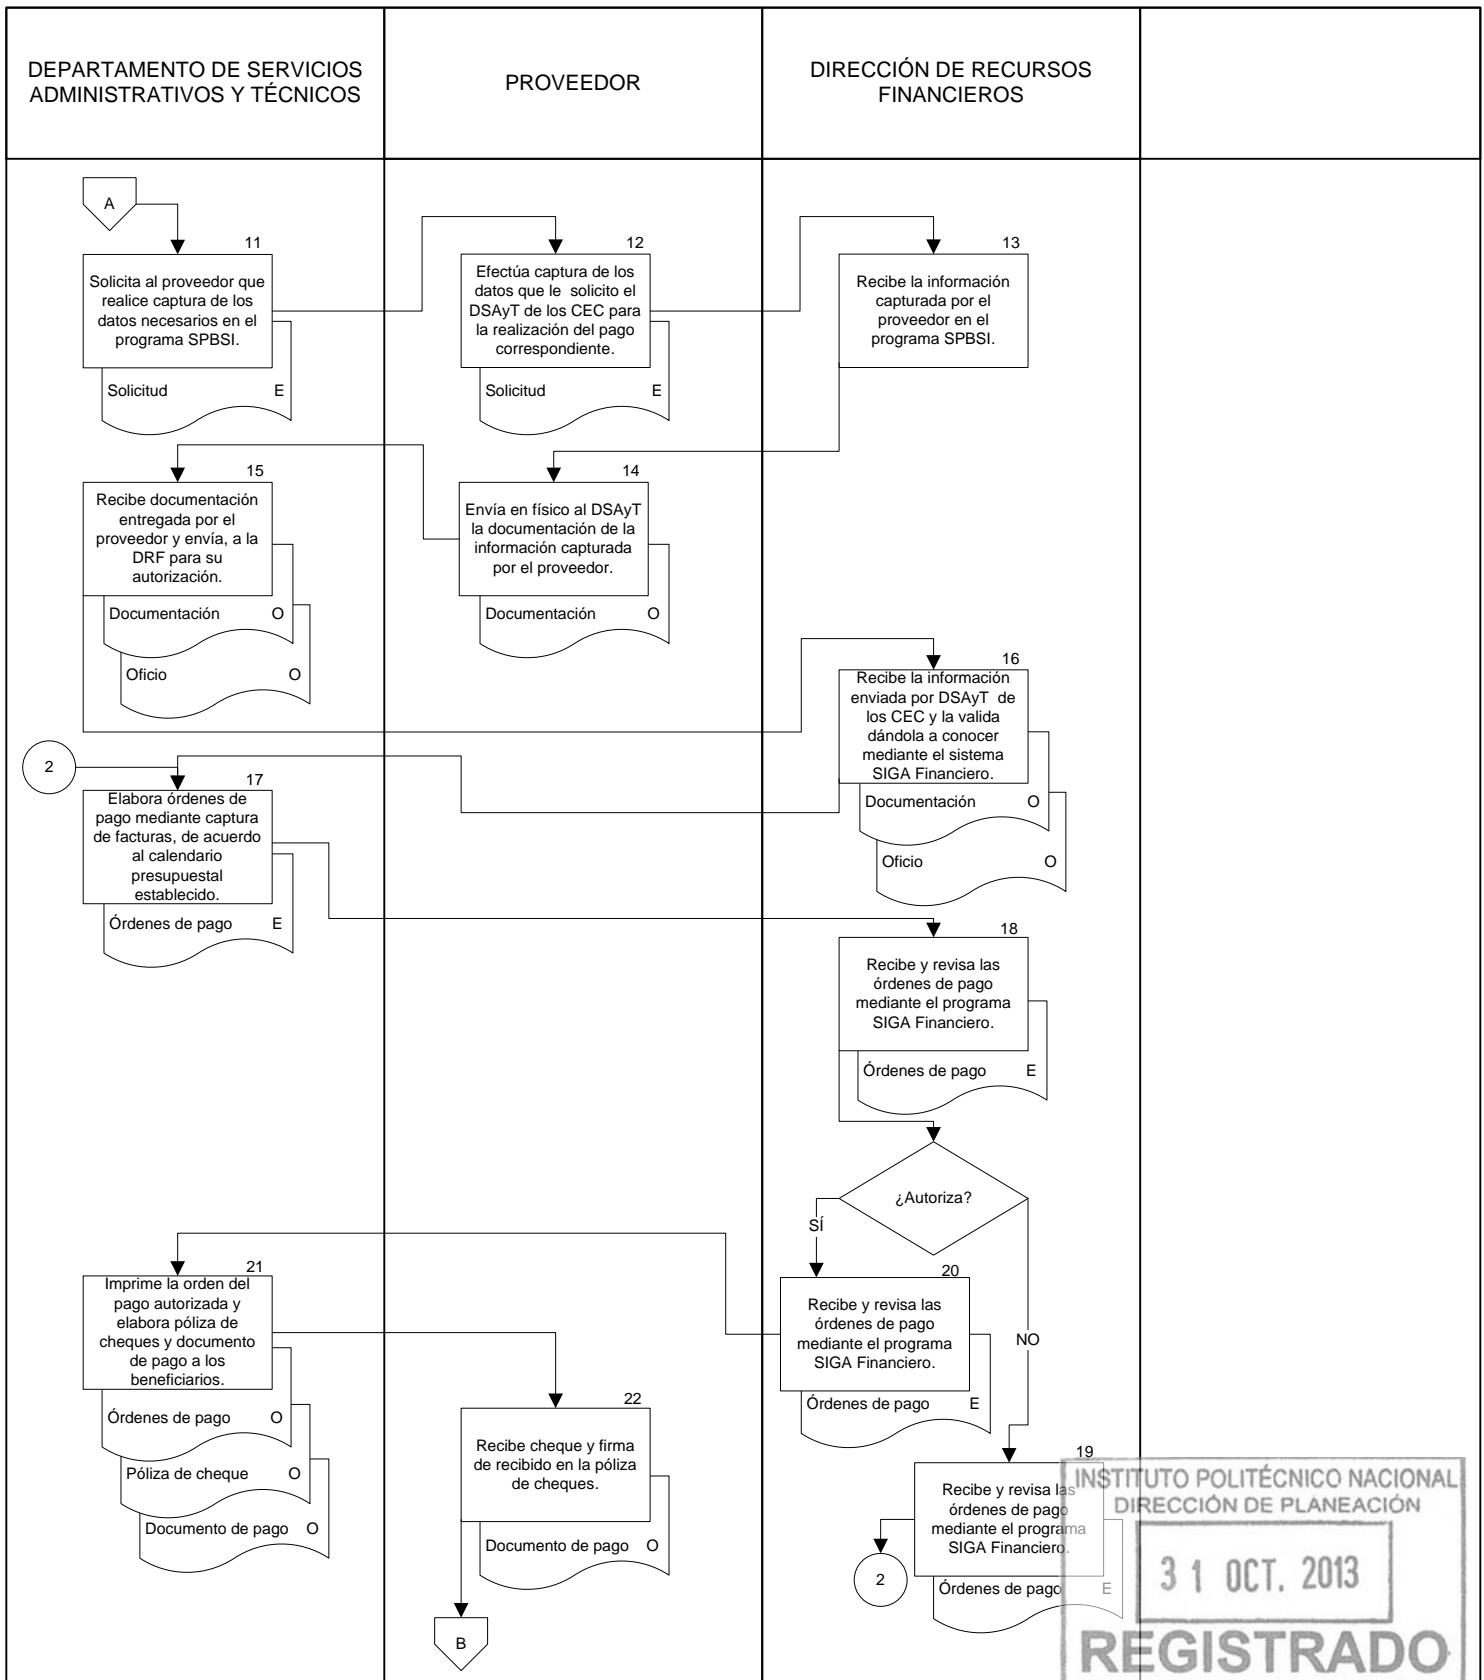 DEPARTAMENTO DE SERVICIOS
ADMINISTRATIVOS Y TÉCNICOS
PROVEEDOR
DIRECCIÓN DE RECURSOS
FINANCIEROS
A
11
Solicita al proveedor que
realice captura de los
datos necesarios en el
programa SPBSI.
Solicitud E
12
Efectúa captura de los
datos que le solicito el
DSAyT de los CEC para
la realización del pago
correspondiente.
Solicitud E
13
Recibe la información
capturada por el
proveedor en el
programa SPBSI.
14
Envía en físico al DSAyT
la documentación de la
información capturada
por el proveedor.
Documentación O
15
Recibe documentación
entregada por el
proveedor y envía, a la
DRF para su
autorización.
Documentación O
Oficio O
16
Recibe la información
enviada por DSAyT de
los CEC y la valida
dándola a conocer
mediante el sistema
SIGA Financiero.
Documentación O
Oficio O
2
17
Elabora órdenes de
pago mediante captura
de facturas, de acuerdo
al calendario
presupuestal
establecido.
Órdenes de pago E
18
Recibe y revisa las
órdenes de pago
mediante el programa
SIGA Financiero.
Órdenes de pago E
¿Autoriza?
SÍ
NO
20
Recibe y revisa las
órdenes de pago
mediante el programa
SIGA Financiero.
Órdenes de pago E
21
Imprime la orden del
pago autorizada y
elabora póliza de
cheques y documento
de pago a los
beneficiarios.
Órdenes de pago O
Póliza de cheque O
Documento de pago O
22
Recibe cheque y firma
de recibido en la póliza
de cheques.
Documento de pago O
B
19
Recibe y revisa las
órdenes de pago
mediante el programa
SIGA Financiero.
Órdenes de pago E
2
INSTITUTO POLITÉCNICO NACIONAL
DIRECCIÓN DE PLANEACIÓN
31 OCT. 2013
REGISTRADO